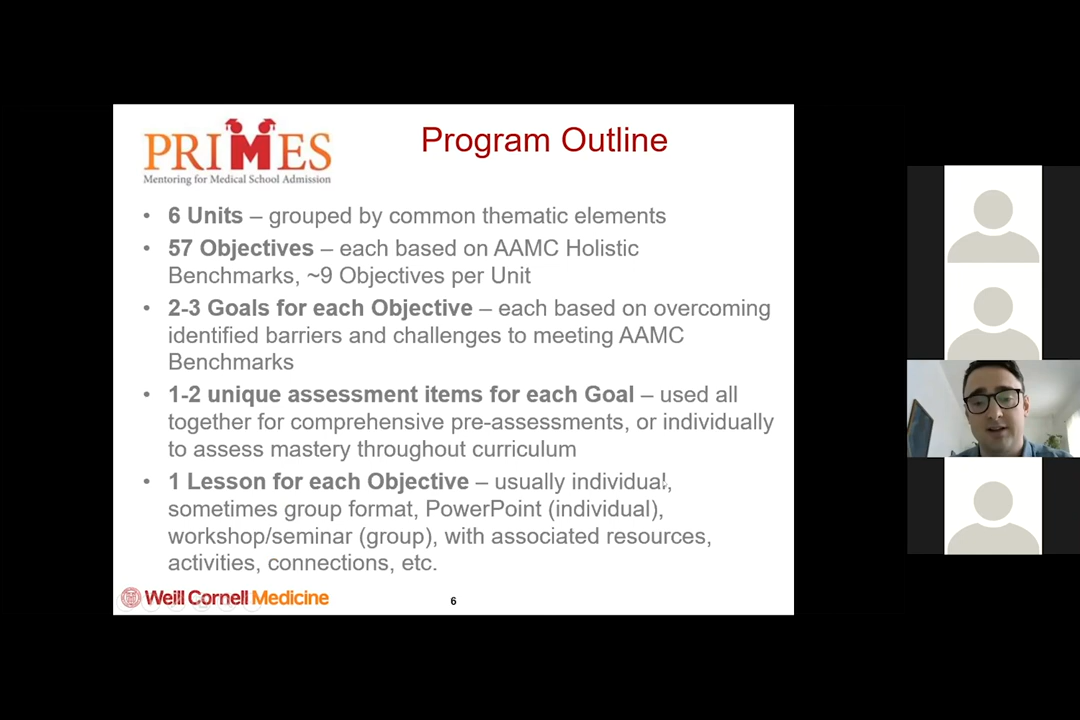 PRIMES
Mentoring for Medical School Admission
Program Outline
• 6 Units – grouped by common thematic elements
• 57 Objectives – each based on AAMC Holistic
Benchmarks, ~9 Objectives per Unit
• 2-3 Goals for each Objective – each based on overcoming
identified barriers and challenges to meeting AAMC
Benchmarks
• 1-2 unique assessment items for each Goal – used all
together for comprehensive pre-assessments, or individually
to assess mastery throughout curriculum
• 1 Lesson for each Objective – usually individual,
sometimes group format, PowerPoint (individual),
workshop/seminar (group), with associated resources,
activities, connections, etc.
Weill Cornell Medicine
6